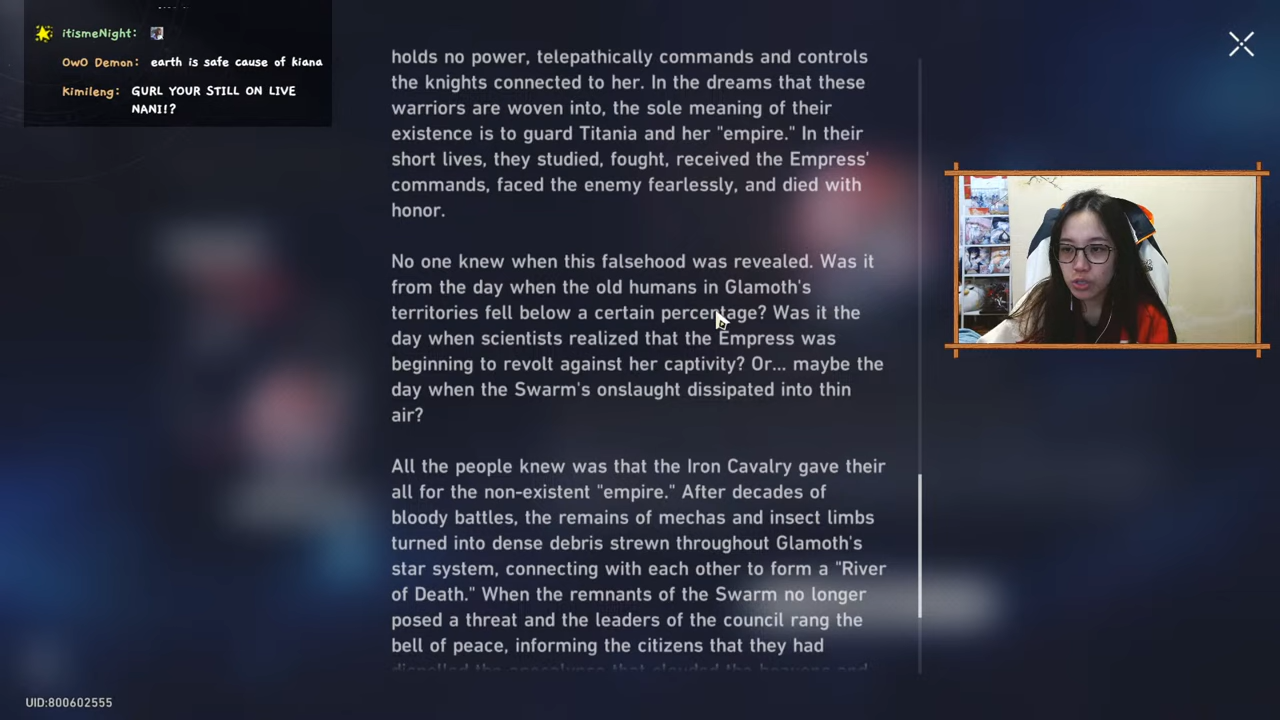 itismeNight:
OwO Demon: earth is safe cause of kiana
Kimileng: GURL YOUR STILL ON LIVE
NANI!?
holds no power, telepathically commands and controls
the knights connected to her. In the dreams that these
warriors are woven into, the sole meaning of their
existence is to guard Titania and her "empire." In their
short lives, they studied, fought, received the Empress'
commands, faced the enemy fearlessly, and died with
honor.
No one knew when this falsehood was revealed. Was it
from the day when the old humans in Glamoth's
territories fell below a certain percentage? Was it the
day when scientists realized that the Empress was
beginning to revolt against her captivity? Or... maybe the
day when the Swarm's onslaught dissipated into thin
air?
All the people knew was that the Iron Cavalry gave their
all for the non-existent "empire." After decades of
bloody battles, the remains of mechas and insect limbs
turned into dense debris strewn throughout Glamoth's
star system, connecting with each other to form a "River
of Death." When the remnants of the Swarm no longer
posed a threat and the leaders of the council rang the
bell of peace, informing the citizens that they had
dispelled the apocalypse that clouded the heavens and
UID:800602555